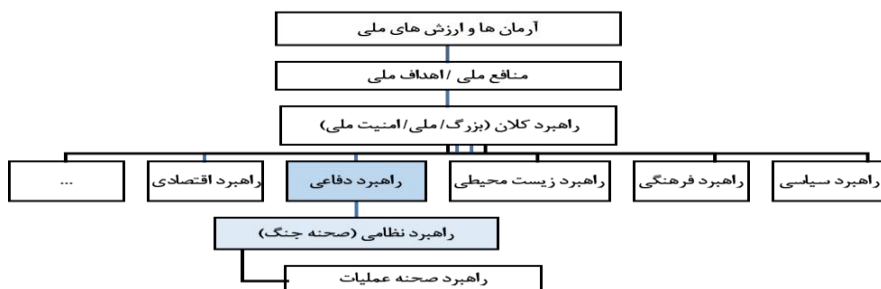 آرمان ها و ارزش های ملی
منافع ملی /اهداف ملی
راهبرد کلان (بزرگ/ملی/امنیت ملی)
راهبرد سیاسی
راهبرد فرهنگی
راهبرد زیست محیطی
راهبرد دفاعی
راهبرد اقتصادی
...
راهبرد نظامی (صحنه جنگ)
راهبرد صحنه عملیات